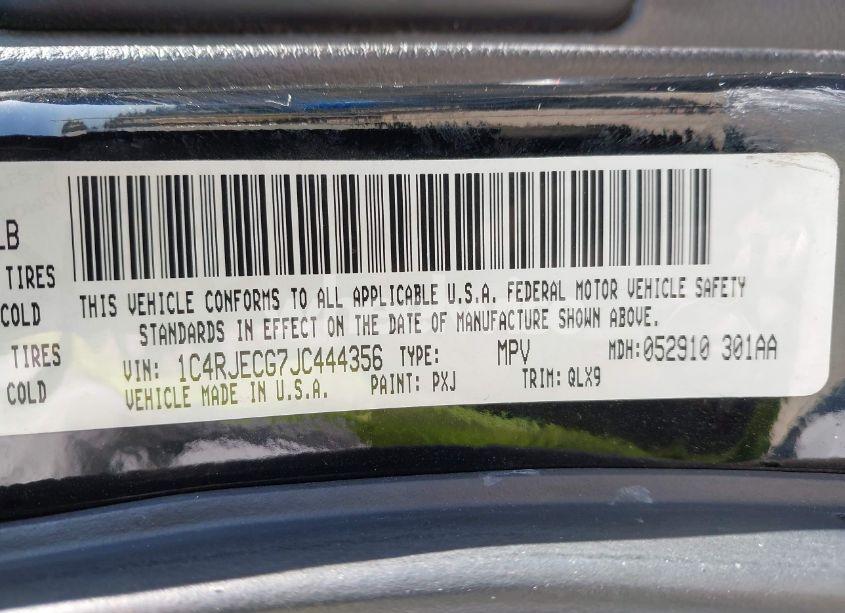 LB
TIRES
COLD
TIRES
COLD
THIS VEHICLE CONFORMS TO ALL APPLICABLE U.S.A. FEDERAL MOTOR VEHICLE SAFETY
STANDARDS IN EFFECT ON THE DATE OF MANUFACTURE SHOWN ABOVE.
VIN: 1C4RJECG7JC444356 TYPE: MPV MDH:052910 301AA
VEHICLE MADE IN U.S.A. PAINT: PXJ TRIM: QLX9